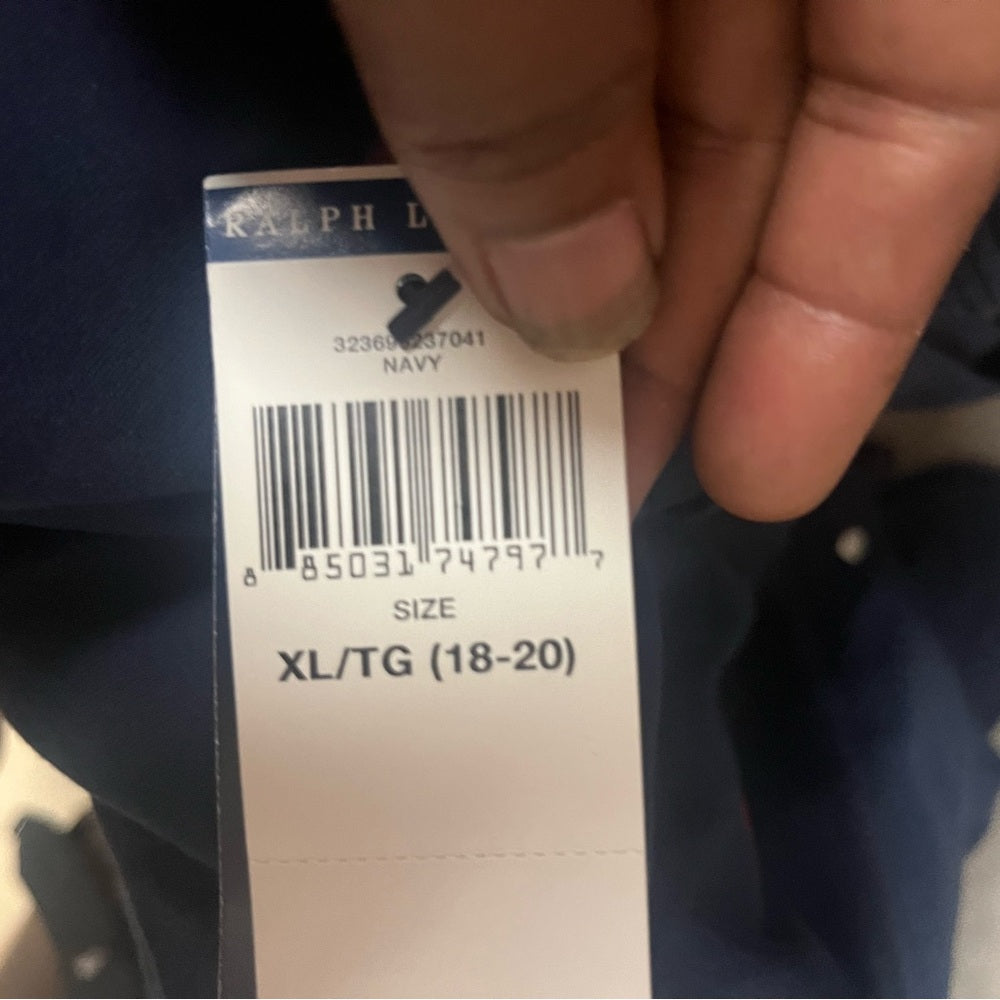 RALPH L
NAVY
8 85031 74797 7
SIZE
XL/TG (18-20)